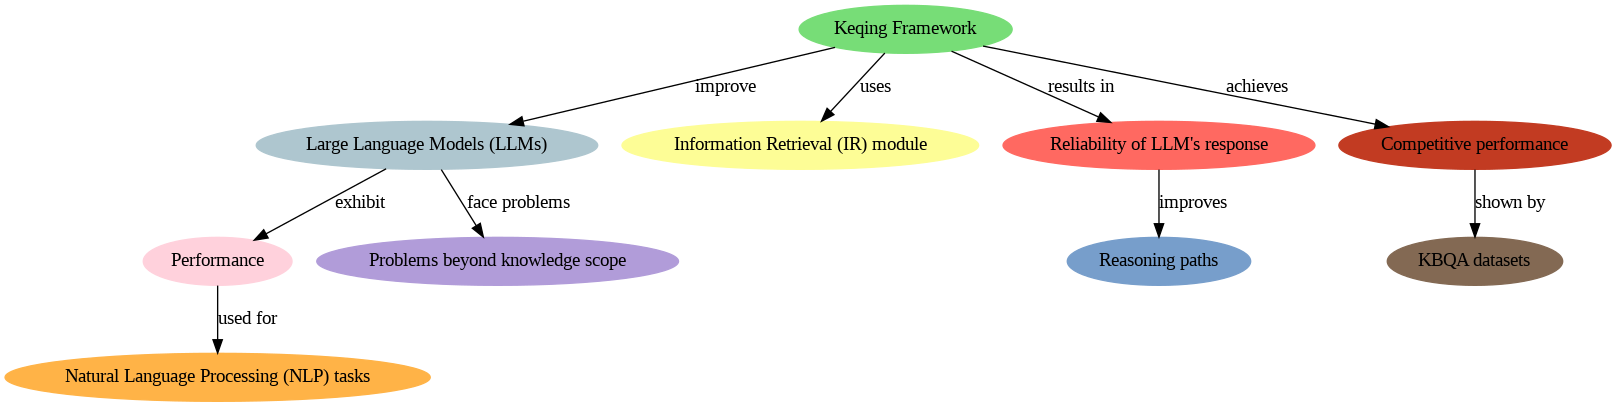 Keqing Framework
improve
uses
results in
achieves
Large Language Models (LLMs)
Information Retrieval (IR) module
Reliability of LLM's response
Competitive performance
exhibit
face problems
improves
shown by
Performance
Problems beyond knowledge scope
Reasoning paths
KBQA datasets
used for
Natural Language Processing (NLP) tasks